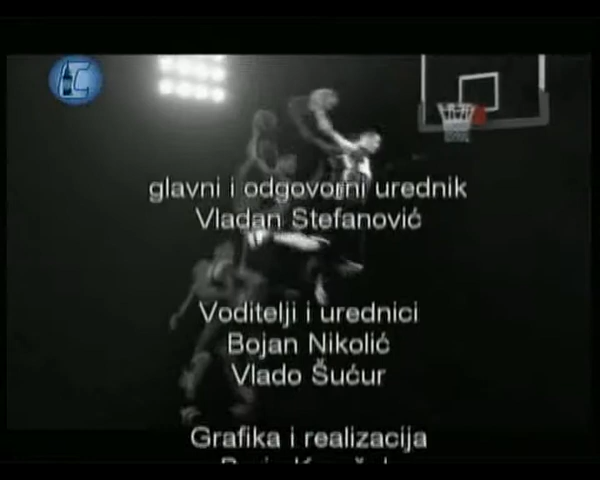 glavni i odgovorni urednik
Vladan Stefanović
Voditelji i urednici
Bojan Nikolić
Vlado Šućur
Grafika i realizacija